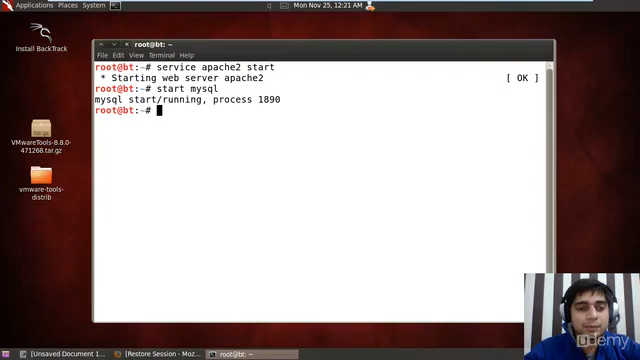 Applications Places System
Mon Nov 25, 12:21 AM
Install BackTrack
root@bt: ~
File Edit View Terminal Help
root@bt:~# service apache2 start
* Starting web server apache2 [ OK ]
root@bt:~# start mysql
mysql start/running, process 1890
root@bt:~#
tar.gz
VMwareTools-8.8.0-
471268.tar.gz
vmware-tools-
distrib
udemy
[Unsaved Document 1...
[Restore Session - Moz...
root@bt: ~